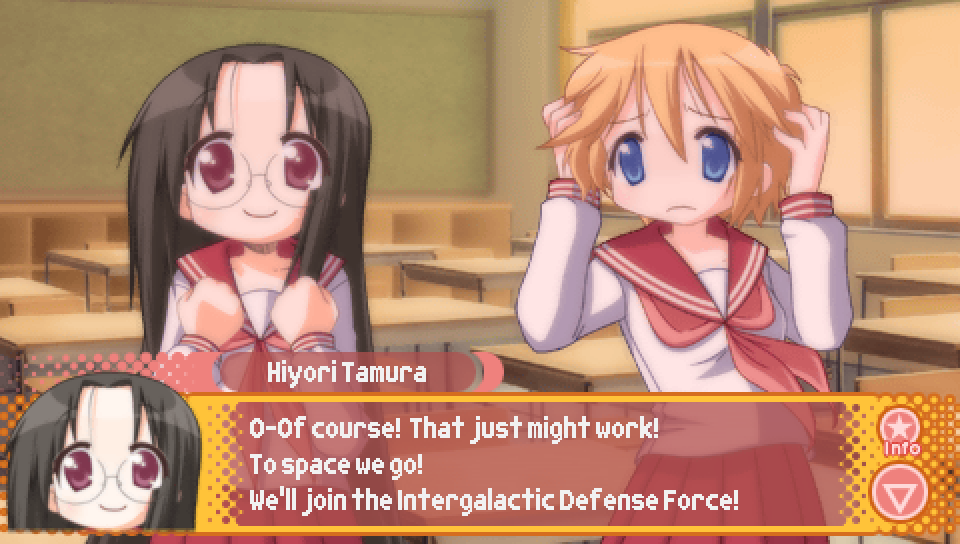 Hiyori Tamura
O-Of course! That just might work!
To space we go!
We'll join the Intergalactic Defense Force!
Info